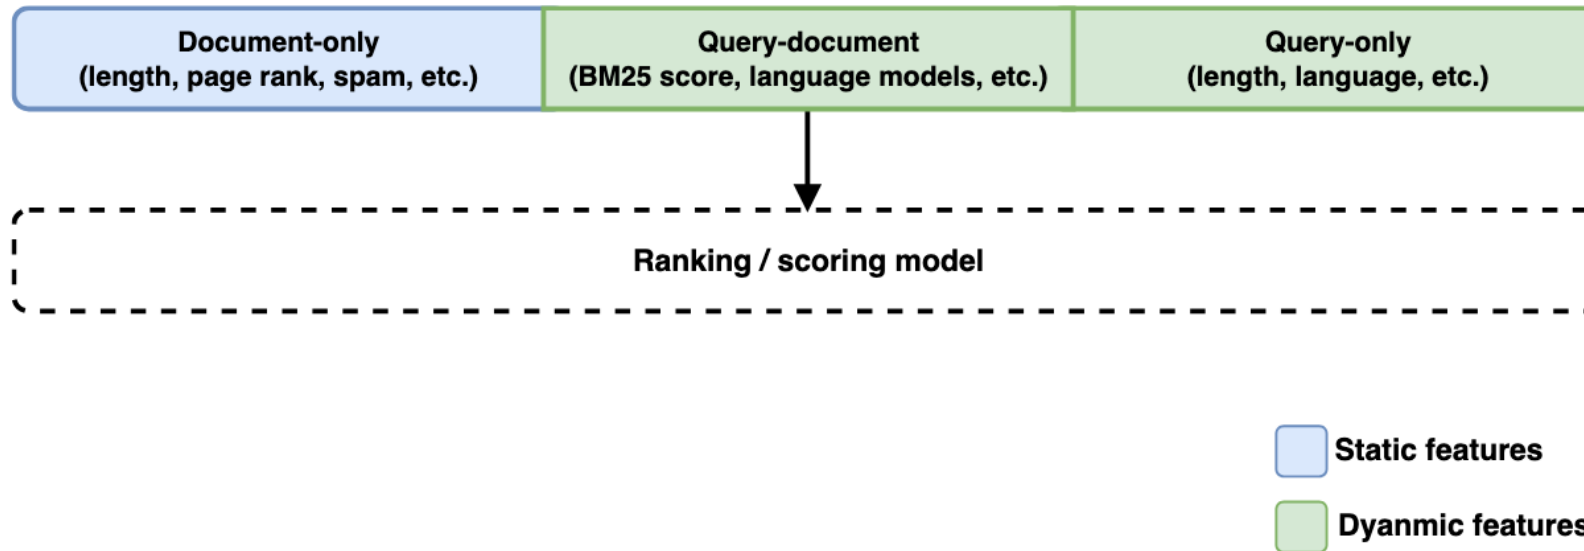 Document-only
(length, page rank, spam, etc.)
Query-document
(BM25 score, language models, etc.)
Query-only
(length, language, etc.)
Ranking / scoring model
Static features
Dyanmic features